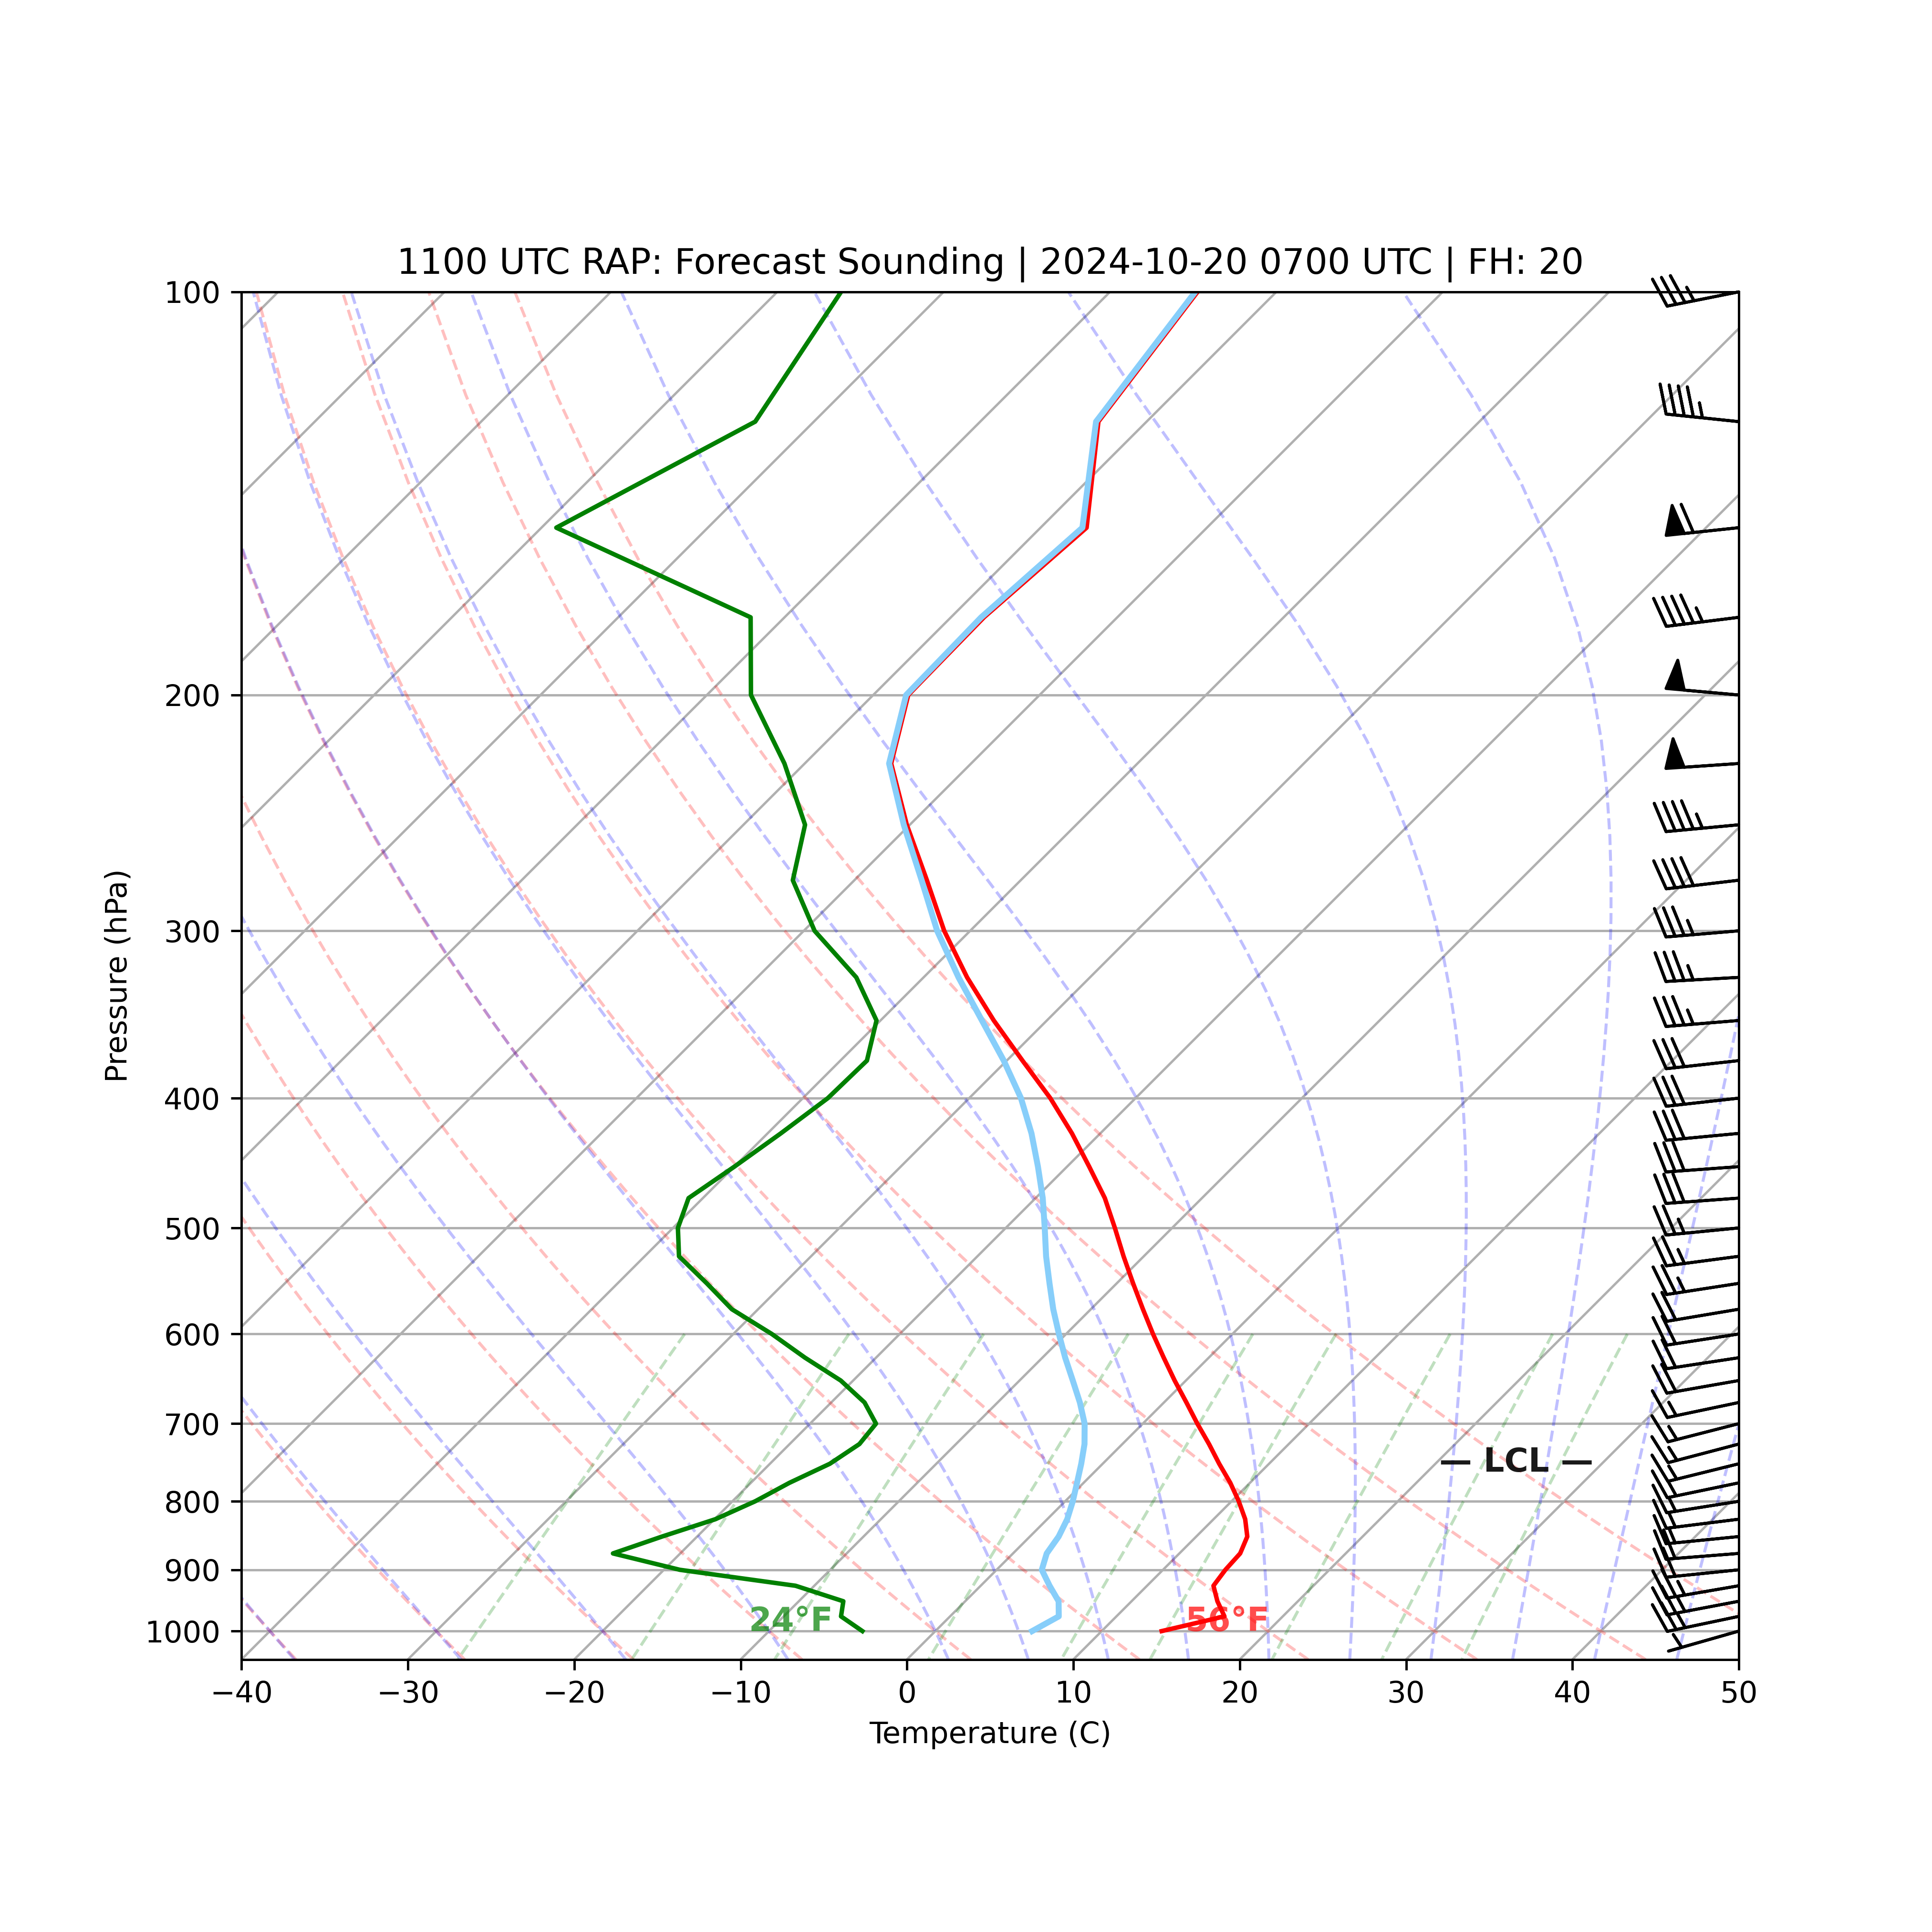 1100 UTC RAP: Forecast Sounding | 2024-10-20 0700 UTC | FH: 20
100
200
300
400
500
600
700
800
900
1000
Pressure (hPa)
— LCL —
24°F
56°F
−40 −30 −20 −10 0 10 20 30 40 50
Temperature (C)